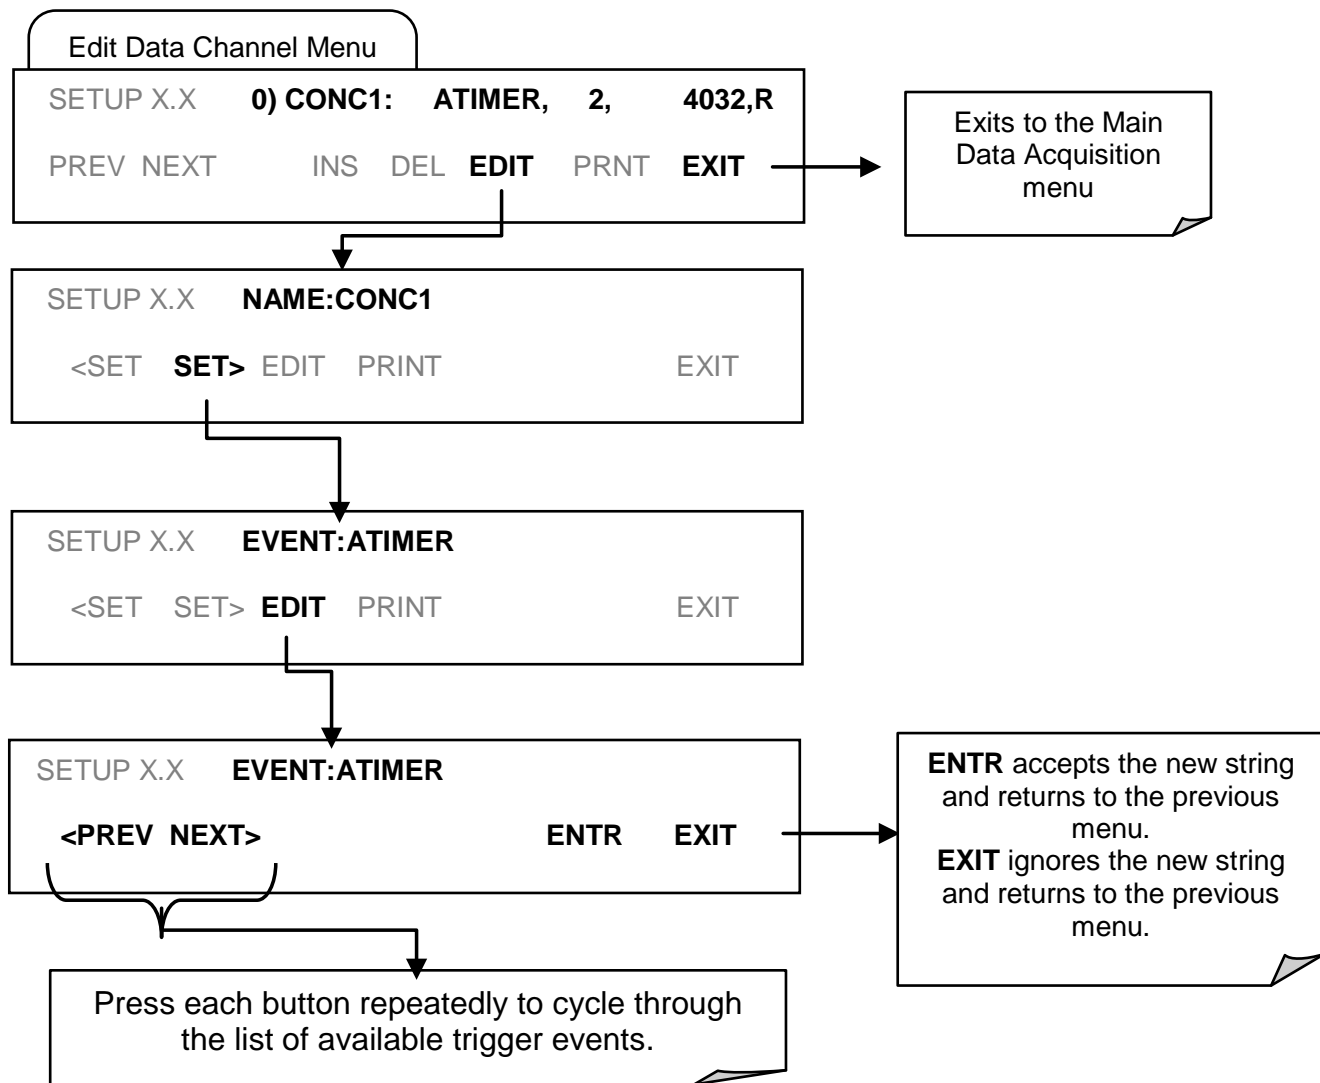 Edit Data Channel Menu
SETUP X.X 0) CONC1: ATIMER, 2, 4032,R
PREV NEXT INS DEL EDIT PRNT EXIT
Exits to the Main
Data Acquisition
menu
SETUP X.X NAME:CONC1
<SET SET> EDIT PRINT EXIT
SETUP X.X EVENT:ATIMER
<SET SET> EDIT PRINT EXIT
SETUP X.X EVENT:ATIMER
<PREV NEXT> ENTR EXIT
ENTR accepts the new string
and returns to the previous
menu.
EXIT ignores the new string
and returns to the previous
menu.
Press each button repeatedly to cycle through
the list of available trigger events.